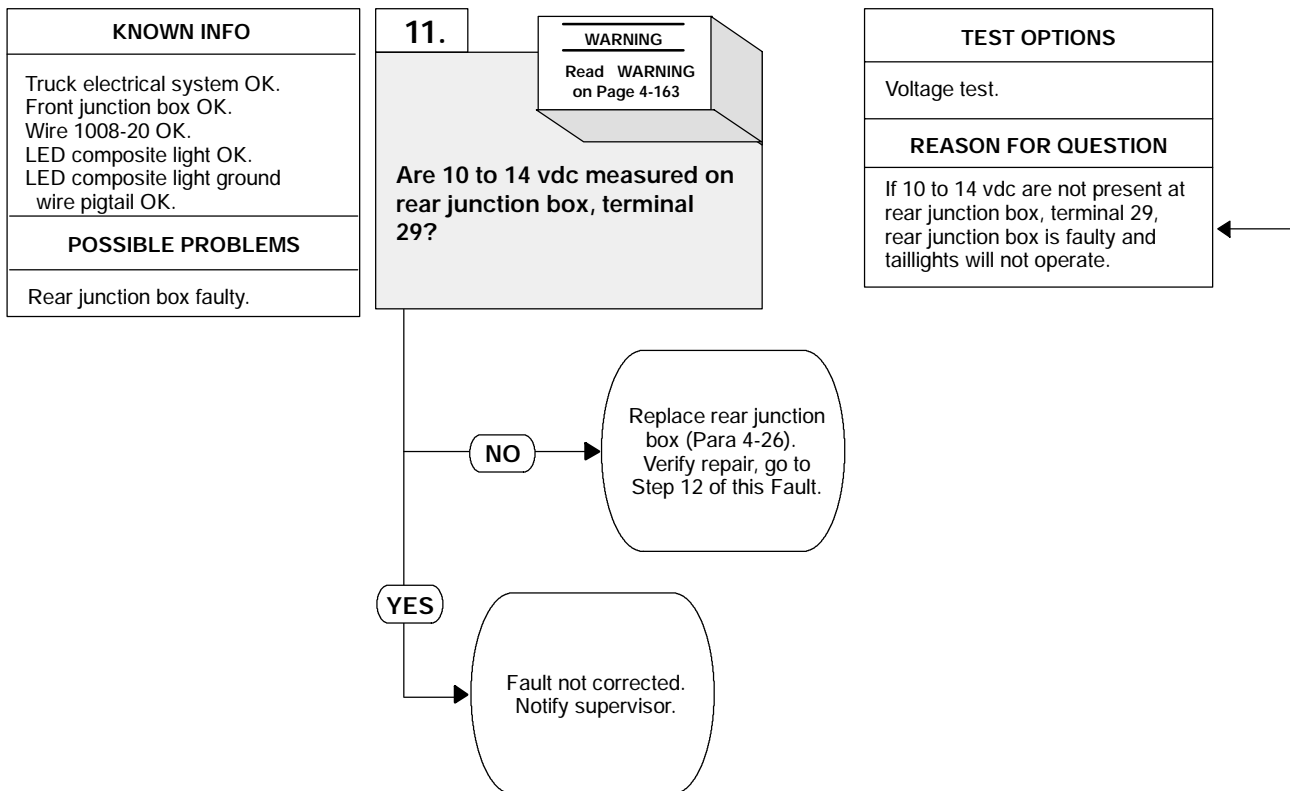 KNOWN INFO
Truck electrical system OK.
Front junction box OK.
Wire 1008-20 OK.
LED composite light OK.
LED composite light ground
wire pigtail OK.
POSSIBLE PROBLEMS
Rear junction box faulty.
11.
WARNING
Read WARNING
on Page 4-163
Are 10 to 14 vdc measured on
rear junction box, terminal
29?
TEST OPTIONS
Voltage test.
REASON FOR QUESTION
If 10 to 14 vdc are not present at
rear junction box, terminal 29,
rear junction box is faulty and
taillights will not operate.
NO
Replace rear junction
box (Para 4-26).
Verify repair, go to
Step 12 of this Fault.
YES
Fault not corrected.
Notify supervisor.